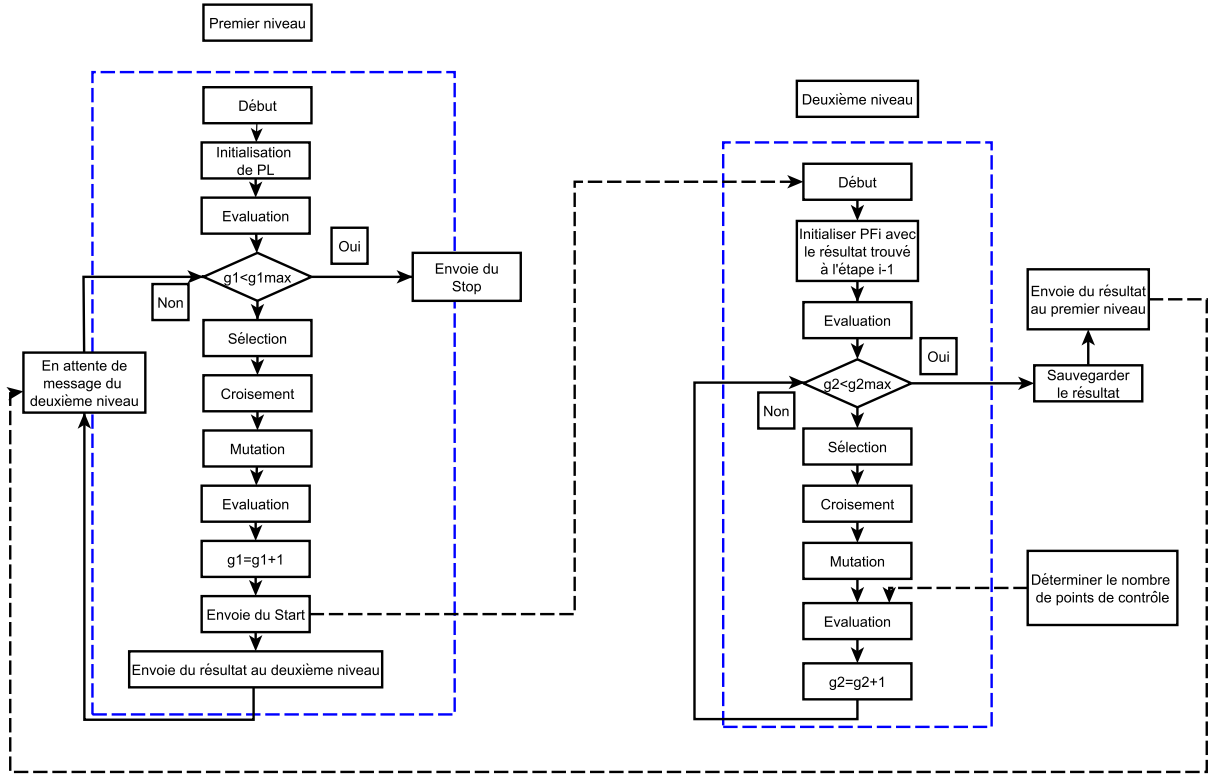 Premier niveau
Début
Initialisation
de PL
Evaluation
Oui
g1<g1max
Non
Envoie du
Stop
Sélection
En attente de
message du
deuxième niveau
Croisement
Mutation
Evaluation
g1=g1+1
Envoie du Start
Envoie du résultat au deuxième niveau
Deuxième niveau
Début
Initialiser PFi avec
le résultat trouvé
à l'étape i-1
Evaluation
Oui
g2<g2max
Non
Envoie du résultat
au premier niveau
Sauvegarder
le résultat
Sélection
Croisement
Mutation
Déterminer le nombre
de points de contrôle
Evaluation
g2=g2+1